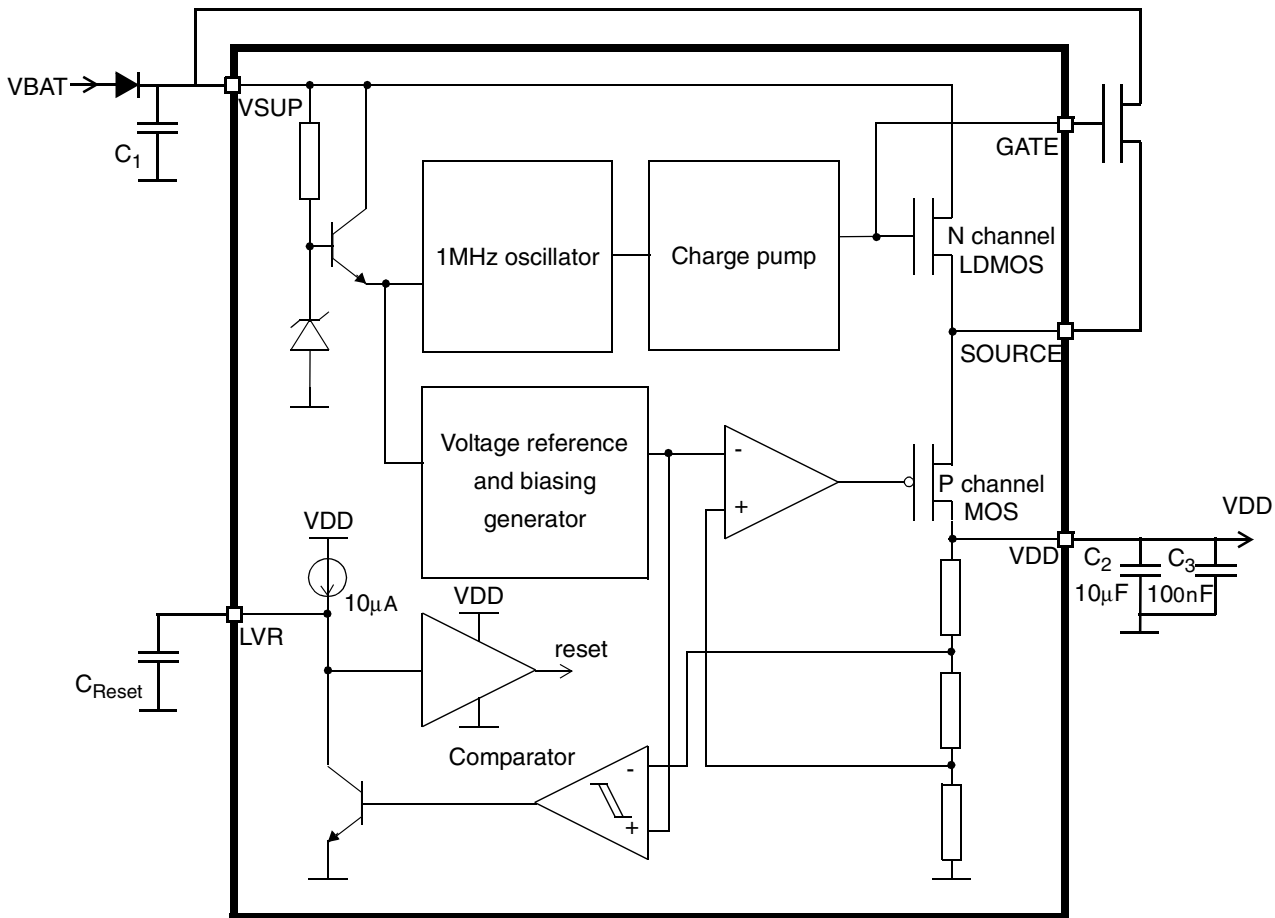 VBAT
VSUP
C1
GATE
1MHz oscillator
Charge pump
N channel
LDMOS
SOURCE
Voltage reference
and biasing
generator
-
+
P channel
MOS
VDD
VDD
VDD
C2
C3
10µF
100nF
10µA
LVR
VDD
reset
CReset
Comparator
-
+